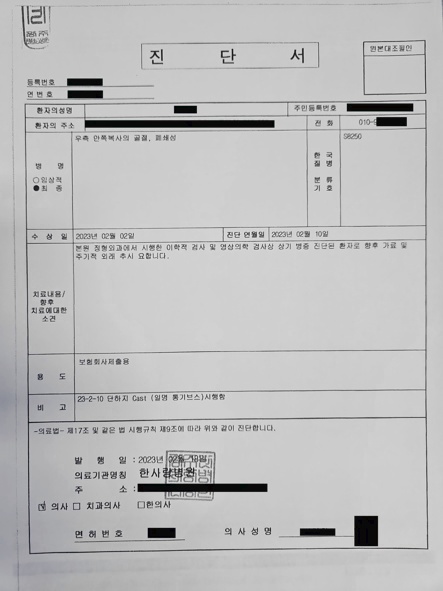 진 단 서
원본대조필인
등록번호
연 번 호
환자의성명
주민등록번호
환자의 주소
전 화
010-9
병 명
○임상적
●최 종
우측 안쪽복사의 골절, 폐쇄성
한 국
질 병
분 류
기 호
S8250
수 상 일
2023년 02월 02일
진단 연월일
2023년 02월 10일
치료내용/
향후
치료에대한
소견
본원 정형외과에서 시행한 이학적 검사 및 영상의학 검사상 상기 병증 진단된 환자로 향후 가료 및
주기적 외래 추시 요합니다.
용 도
보험회사제출용
비 고
23-2-10 단하지 Cast (일명 통기브스)시행함
-의료법- 제17조 및 같은 법 시행규칙 제9조에 따라 위와 같이 진단합니다.
발 행 일 : 2023년 02월
의료기관명칭 한사랑병원
주 소 :
☑ 의사 □ 치과의사 □한의사
면 허 번 호
의 사 성 명